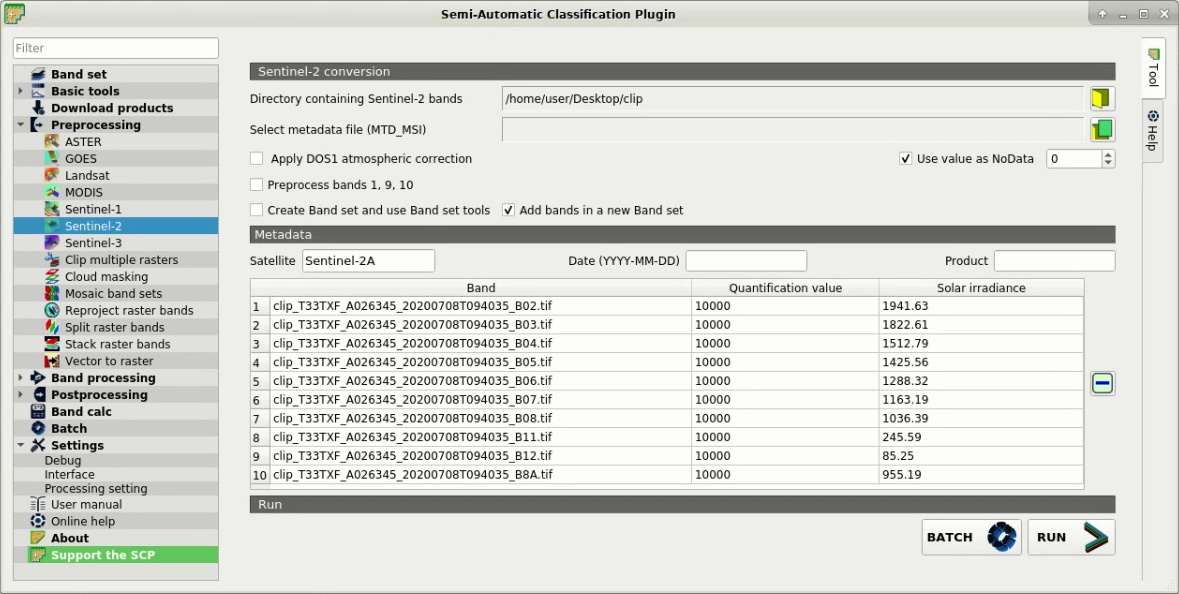 Semi-Automatic Classification Plugin
Filter
Band set
Basic tools
Download products
Preprocessing
ASTER
GOES
Landsat
MODIS
Sentinel-1
Sentinel-2
Sentinel-3
Clip multiple rasters
Cloud masking
Mosaic band sets
Reproject raster bands
Split raster bands
Stack raster bands
Vector to raster
Band processing
Postprocessing
Band calc
Batch
Settings
Debug
Interface
Processing setting
User manual
Online help
About
Support the SCP
Sentinel-2 conversion
Directory containing Sentinel-2 bands /home/user/Desktop/clip
Select metadata file (MTD_MSI)
Apply DOS1 atmospheric correction Use value as NoData 0
Preprocess bands 1, 9, 10
Create Band set and use Band set tools Add bands in a new Band set
Metadata
Satellite Sentinel-2A Date (YYYY-MM-DD) Product
Band Quantification value Solar irradiance
1 clip_T33TXF_A026345_20200708T094035_B02.tif 10000 1941.63
2 clip_T33TXF_A026345_20200708T094035_B03.tif 10000 1822.61
3 clip_T33TXF_A026345_20200708T094035_B04.tif 10000 1512.79
4 clip_T33TXF_A026345_20200708T094035_B05.tif 10000 1425.56
5 clip_T33TXF_A026345_20200708T094035_B06.tif 10000 1288.32
6 clip_T33TXF_A026345_20200708T094035_B07.tif 10000 1163.19
7 clip_T33TXF_A026345_20200708T094035_B08.tif 10000 1036.39
8 clip_T33TXF_A026345_20200708T094035_B11.tif 10000 245.59
9 clip_T33TXF_A026345_20200708T094035_B12.tif 10000 85.25
10 clip_T33TXF_A026345_20200708T094035_B8A.tif 10000 955.19
Run
BATCH RUN
Tool
Help